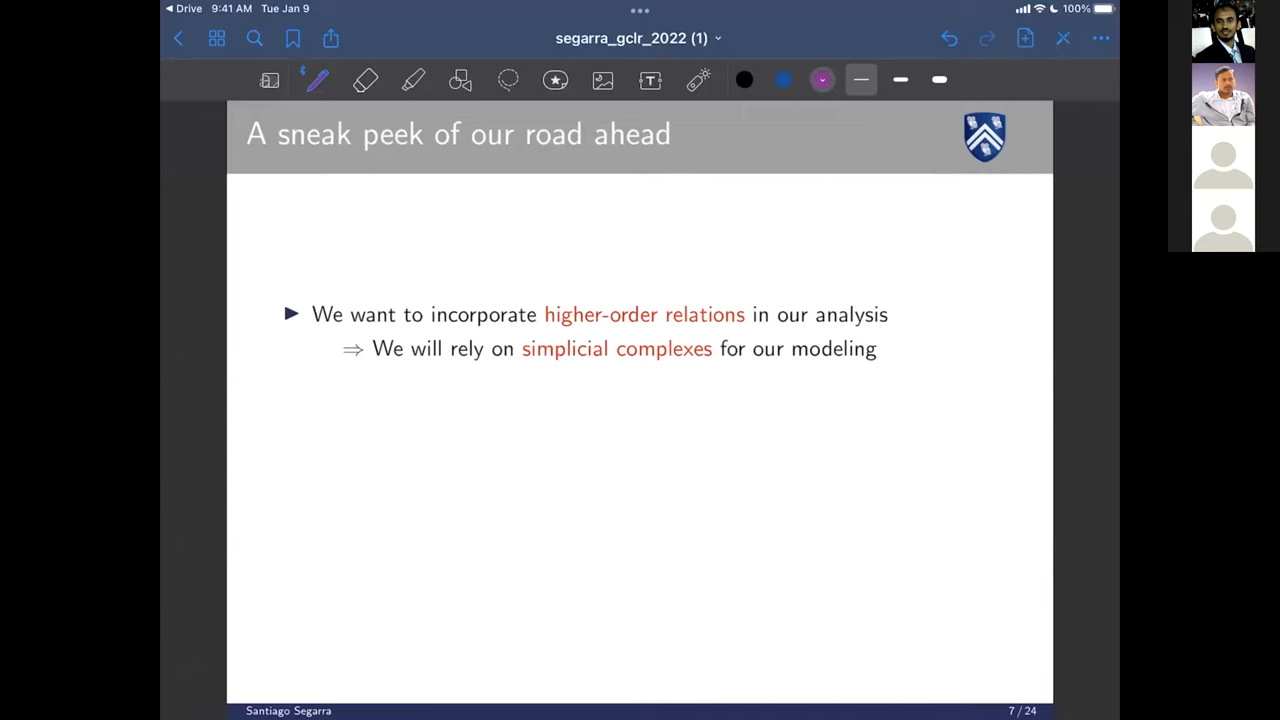 Drive 9:41 AM Tue Jan 9 100%
segarra_gclr_2022 (1)
T
A sneak peek of our road ahead
We want to incorporate higher-order relations in our analysis
⇒ We will rely on simplicial complexes for our modeling
Santiago Segarra 7 / 24